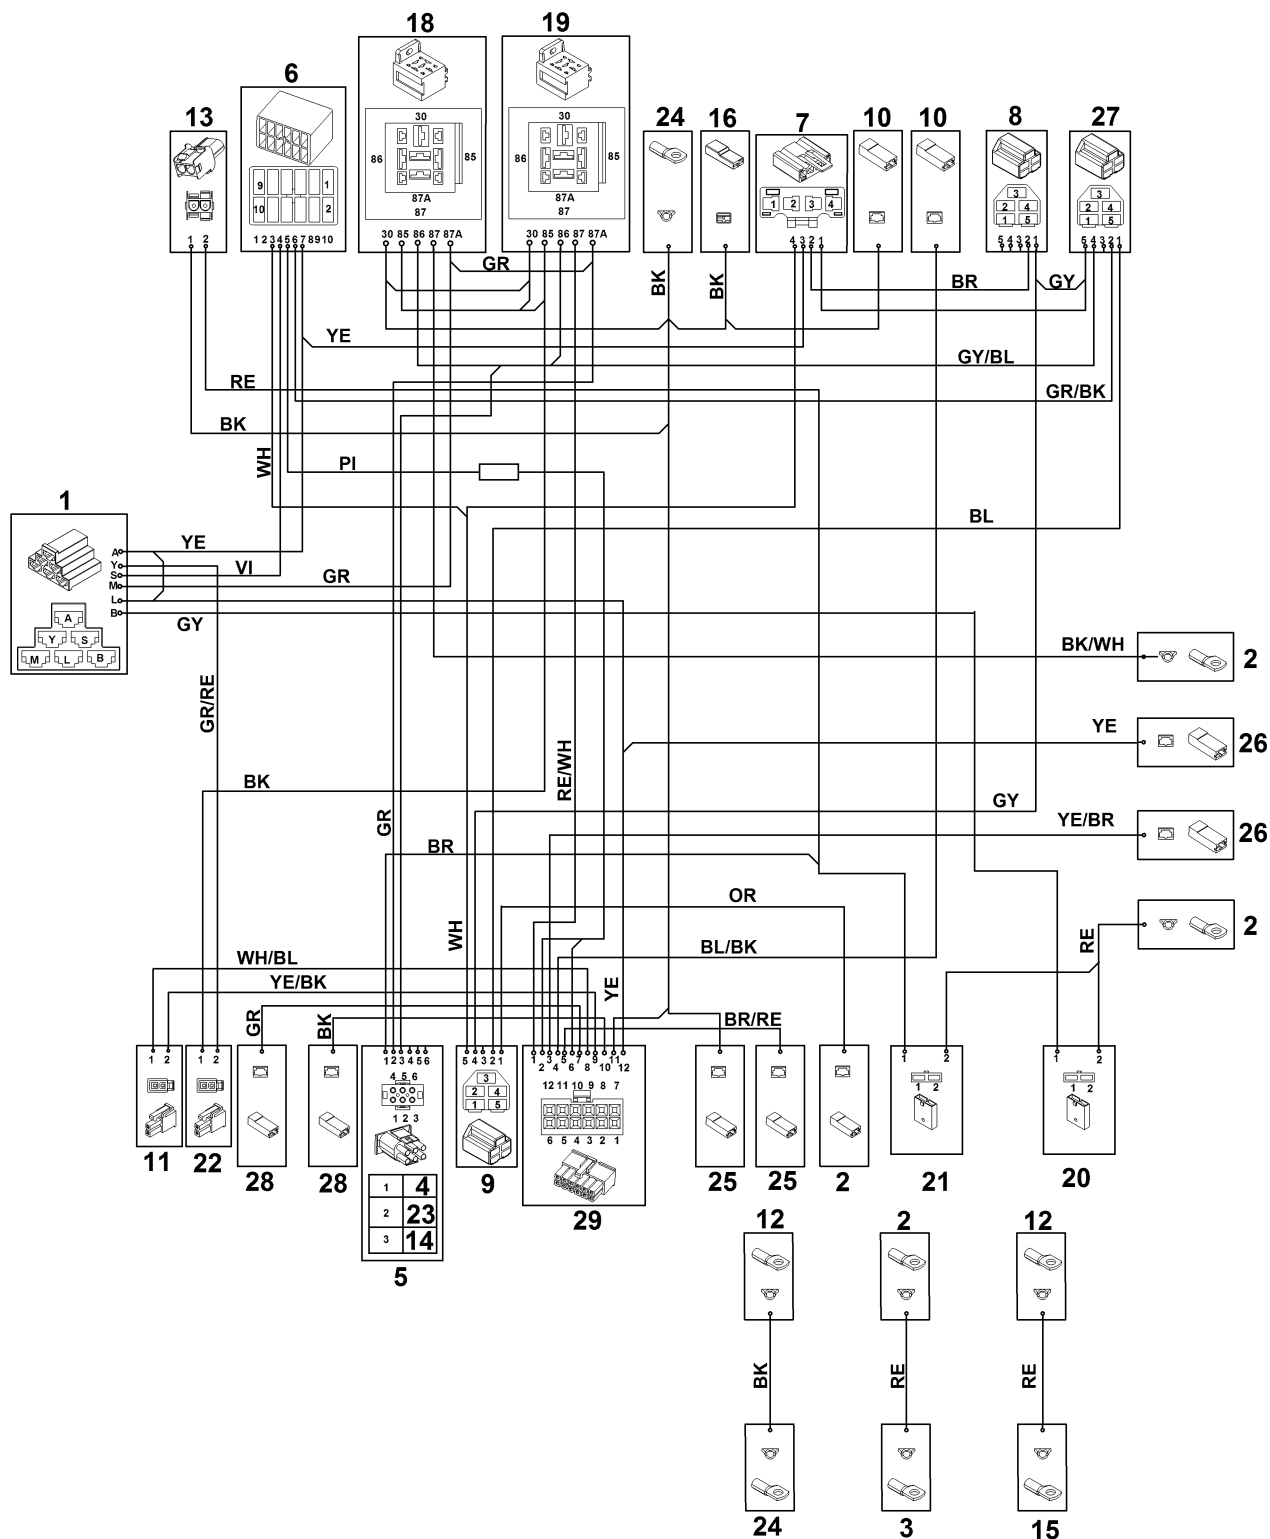 18 19
6
13 24 16 7 10 10 8 27
30 30
86 85 86 85
87A 87A
87 87
9 1
10 2
1 2 3 4
3 3
2 4 2 4
1 5 1 5
1 2 1 2 3 4 5 6 7 8 9 10 30 85 86 87 87A 30 85 86 87 87A 4 3 2 1 5 4 3 2 1 5 4 3 2 1
GR
BK BK BR GY
YE
GY/BL
RE GR/BK
BK
WH PI
1
BL
A YE
Y
S VI
M GR
L
B
GY
A
Y S
M L B
BK/WH 2
GR/RE
YE 26
RE/WH
BK GY
GR YE/BR 26
BR
OR 2
WH RE
WH/BL BL/BK
YE/BK YE
GR BK BR/RE
1 2 1 2 1 2 3 4 5 6 5 4 3 2 1 1 2 3 4 5 6 7 8 9 10 11 12 1 2 1 2
4 5 6 3 12 11 10 9 8 7 1 2 1 2
2 4
1 5
1 2 3 6 5 4 3 2 1
11 22 28 28 9 29 25 25 2 21 20
1 4
2 23
3 14
5
12 2 12
BK RE RE
24 3 15